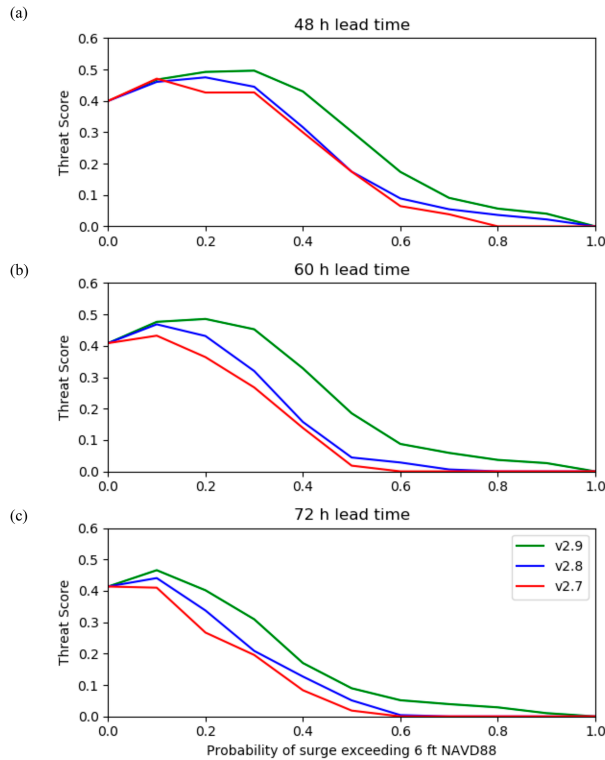 (a)
48 h lead time
Threat Score
0.6
0.5
0.4
0.3
0.2
0.1
0.0
0.0 0.2 0.4 0.6 0.8 1.0
(b)
60 h lead time
Threat Score
0.6
0.5
0.4
0.3
0.2
0.1
0.0
0.0 0.2 0.4 0.6 0.8 1.0
(c)
72 h lead time
Threat Score
0.6
0.5
0.4
0.3
0.2
0.1
0.0
v2.9
v2.8
v2.7
0.0 0.2 0.4 0.6 0.8 1.0
Probability of surge exceeding 6 ft NAVD88